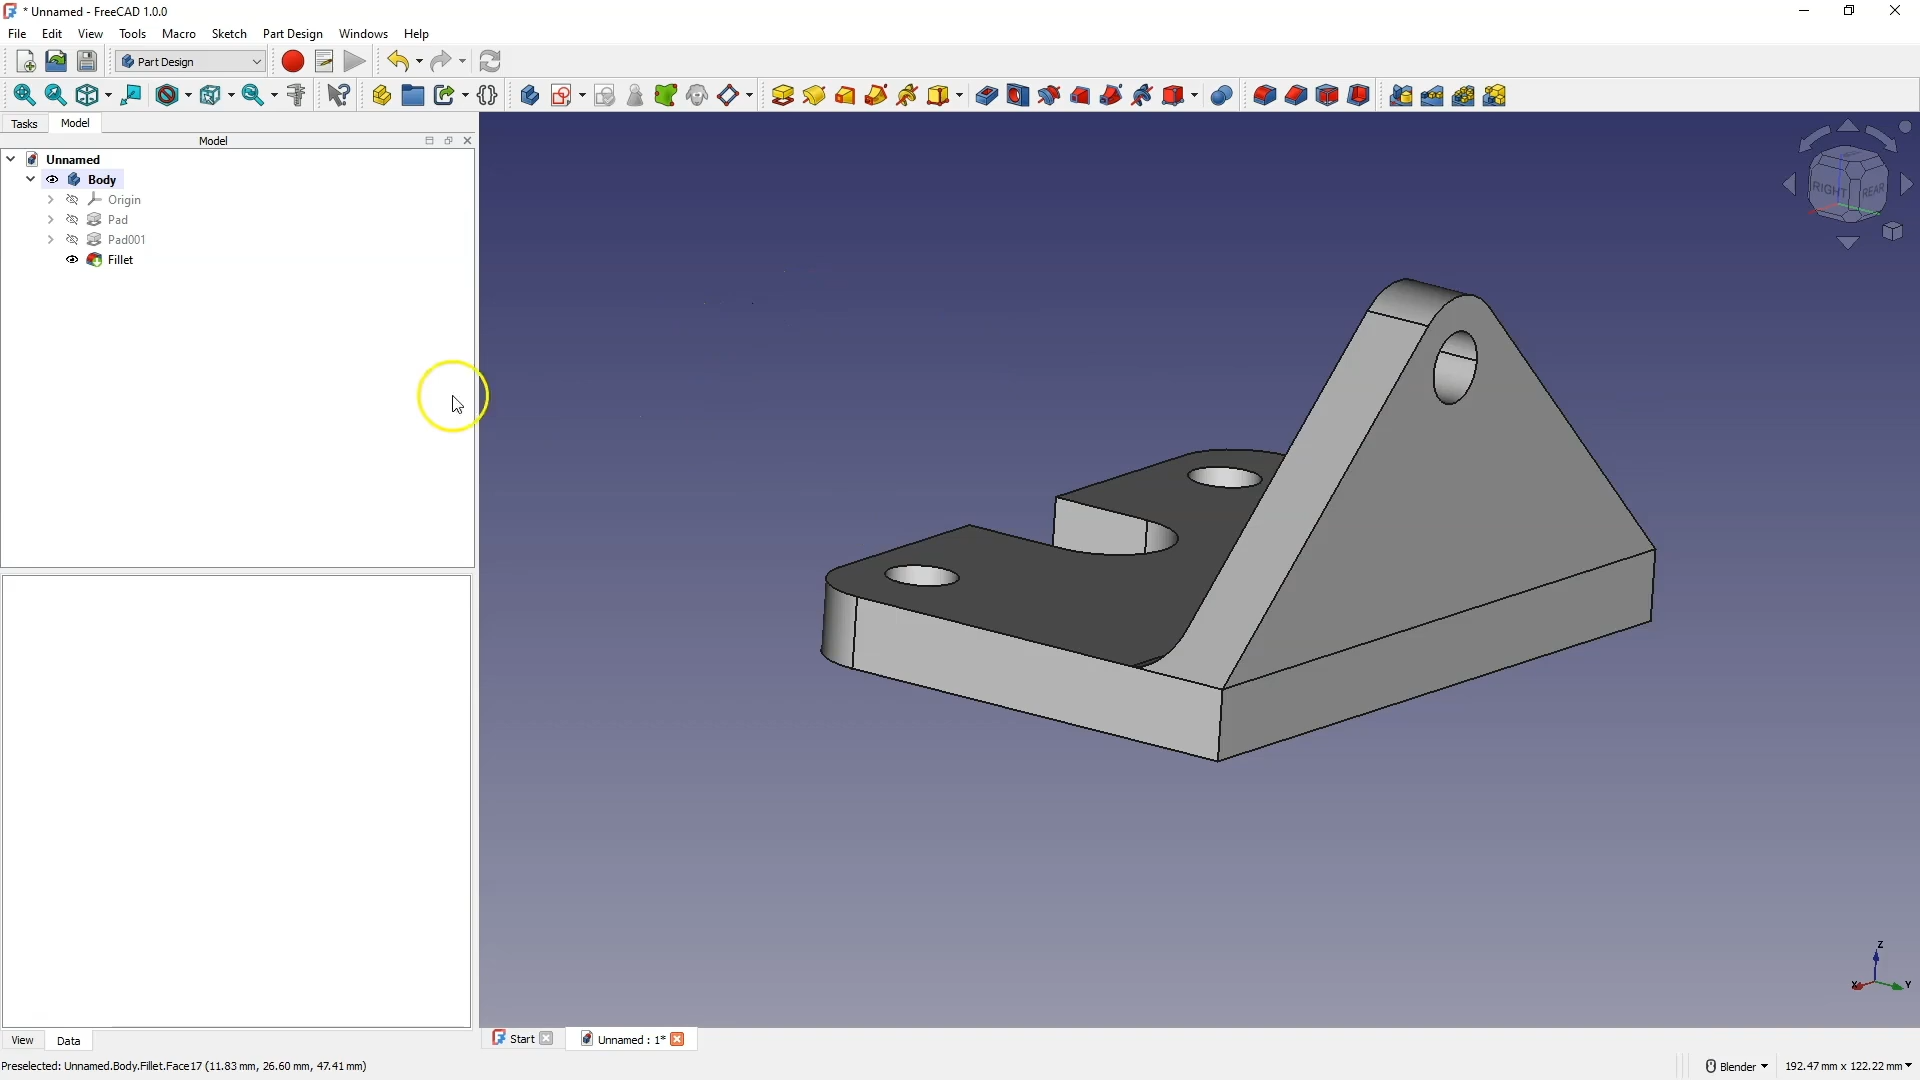 * Unnamed - FreeCAD 1.0.0
File Edit View Tools Macro Sketch Part Design Windows Help
Part Design
Tasks Model
Model
Unnamed
Body
Origin
Pad
Pad001
Fillet
RIGHT REAR
Z
X Y
View Data
Start Unnamed : 1*
Preselected: Unnamed.Body.Fillet.Face17 (11.83 mm, 26.60 mm, 47.41 mm)
Blender 192.47 mm x 122.22 mm